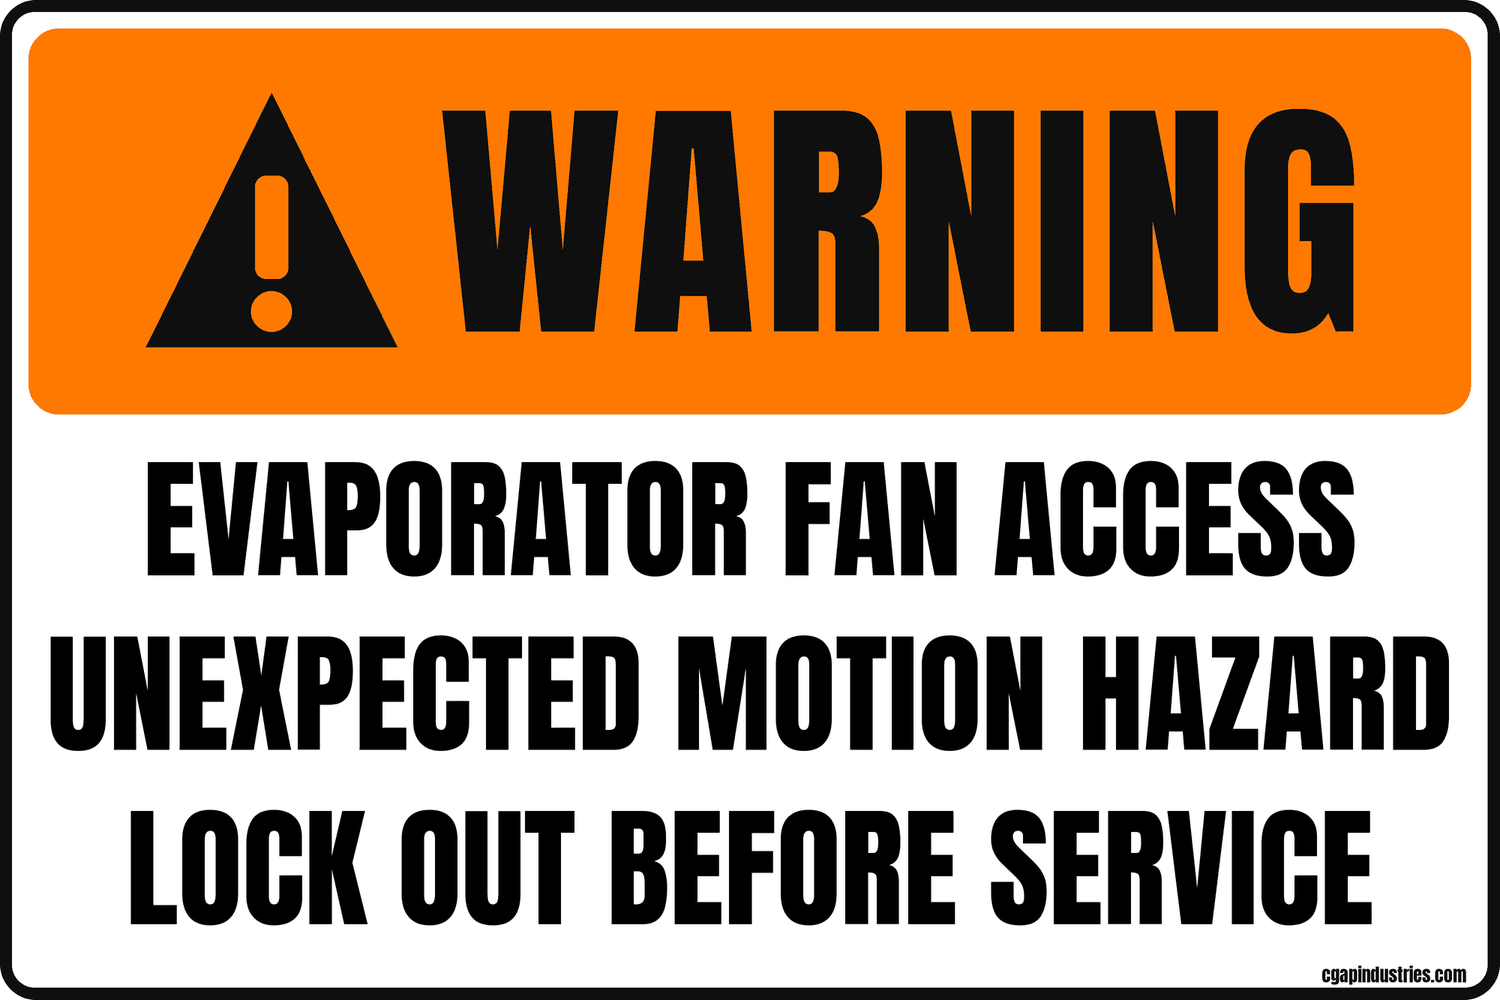 WARNING
EVAPORATOR FAN ACCESS
UNEXPECTED MOTION HAZARD
LOCK OUT BEFORE SERVICE
cgapindustries.com